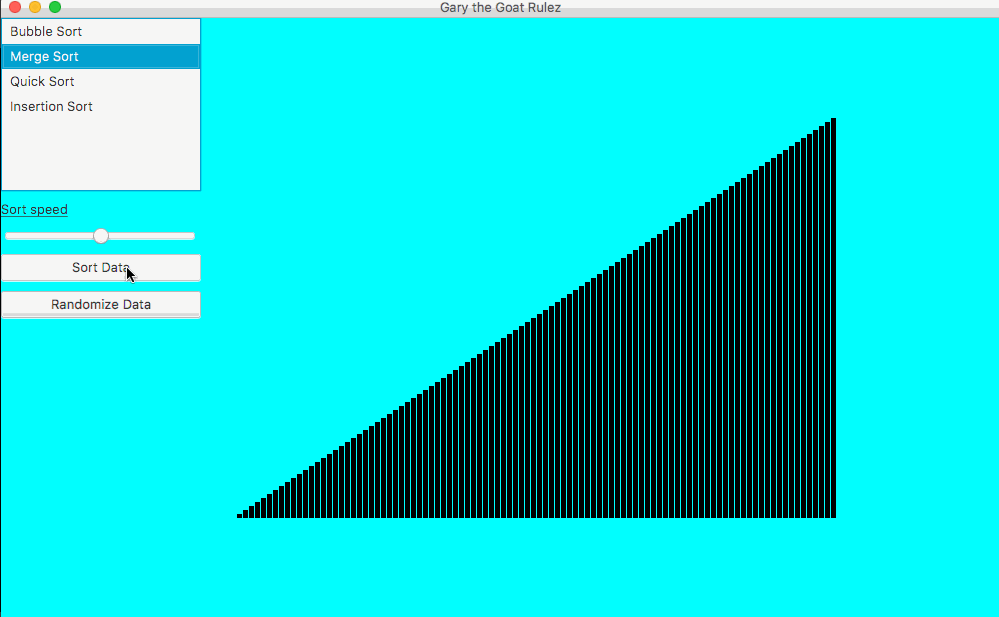 Gary the Goat Rulez
Bubble Sort
Merge Sort
Quick Sort
Insertion Sort
Sort speed
Sort Data
Randomize Data